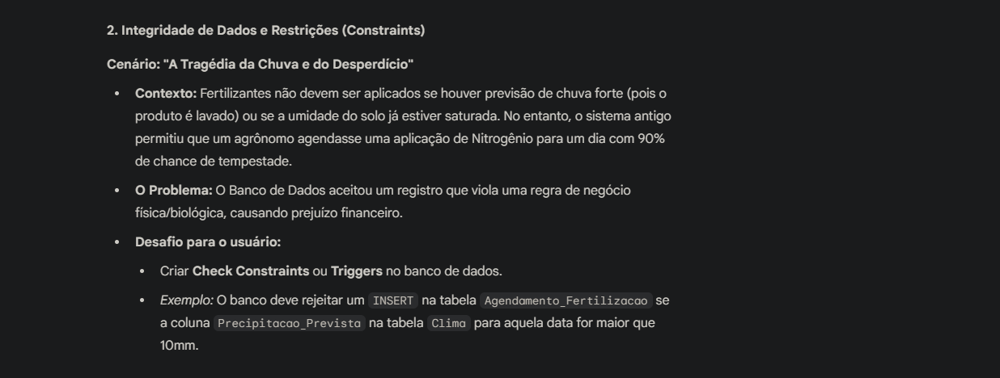 2. Integridade de Dados e Restrições (Constraints)
Cenário: "A Tragédia da Chuva e do Desperdício"
• Contexto: Fertilizantes não devem ser aplicados se houver previsão de chuva forte (pois o
produto é lavado) ou se a umidade do solo já estiver saturada. No entanto, o sistema antigo
permitiu que um agrônomo agendasse uma aplicação de Nitrogênio para um dia com 90%
de chance de tempestade.
• O Problema: O Banco de Dados aceitou um registro que viola uma regra de negócio
física/biológica, causando prejuízo financeiro.
• Desafio para o usuário:
• Criar Check Constraints ou Triggers no banco de dados.
• Exemplo: O banco deve rejeitar um INSERT na tabela Agendamento_Fertilizacao se
a coluna Precipitacao_Prevista na tabela Clima para aquela data for maior que
10mm.